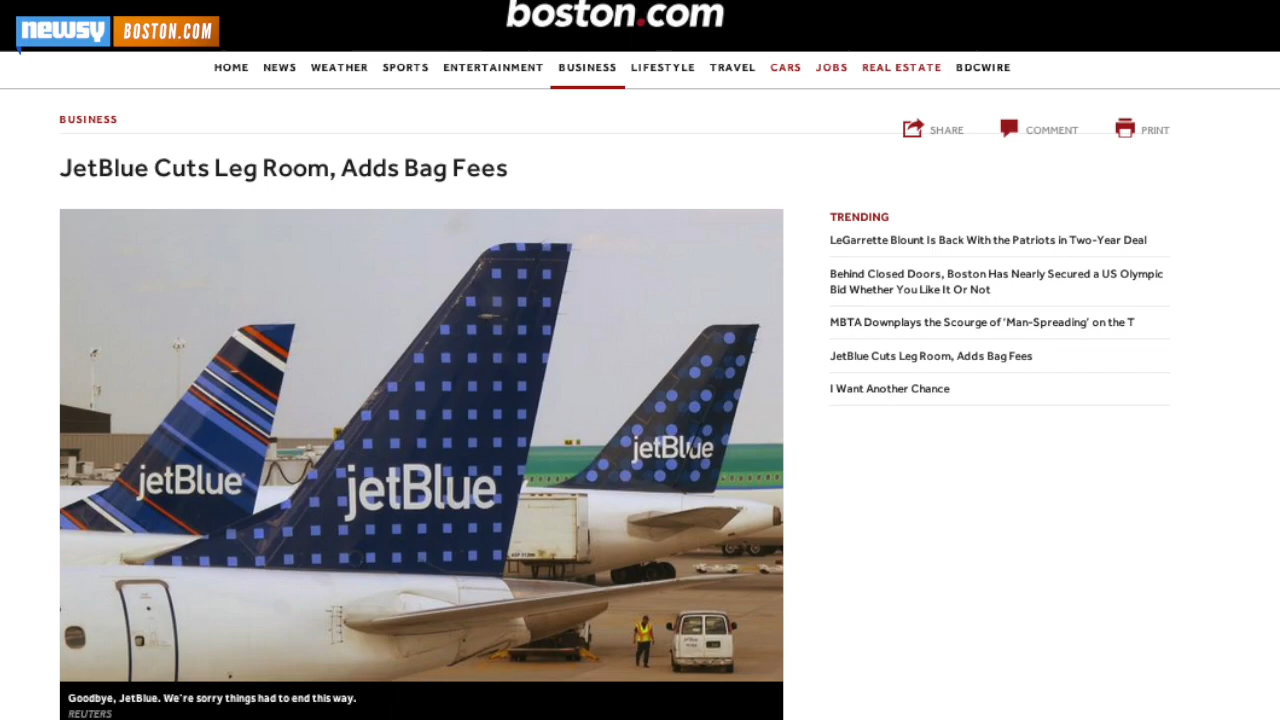 newsy BOSTON.COM
boston.com
HOME NEWS WEATHER SPORTS ENTERTAINMENT BUSINESS LIFESTYLE TRAVEL CARS JOBS REAL ESTATE BDCWIRE
BUSINESS
SHARE COMMENT PRINT
JetBlue Cuts Leg Room, Adds Bag Fees
TRENDING
LeGarrette Blount Is Back With the Patriots in Two-Year Deal
Behind Closed Doors, Boston Has Nearly Secured a US Olympic
Bid Whether You Like It Or Not
MBTA Downplays the Scourge of 'Man-Spreading' on the T
JetBlue Cuts Leg Room, Adds Bag Fees
I Want Another Chance
jetBlue
jetBlue
jetBlue
Goodbye, JetBlue. We're sorry things had to end this way.
REUTERS